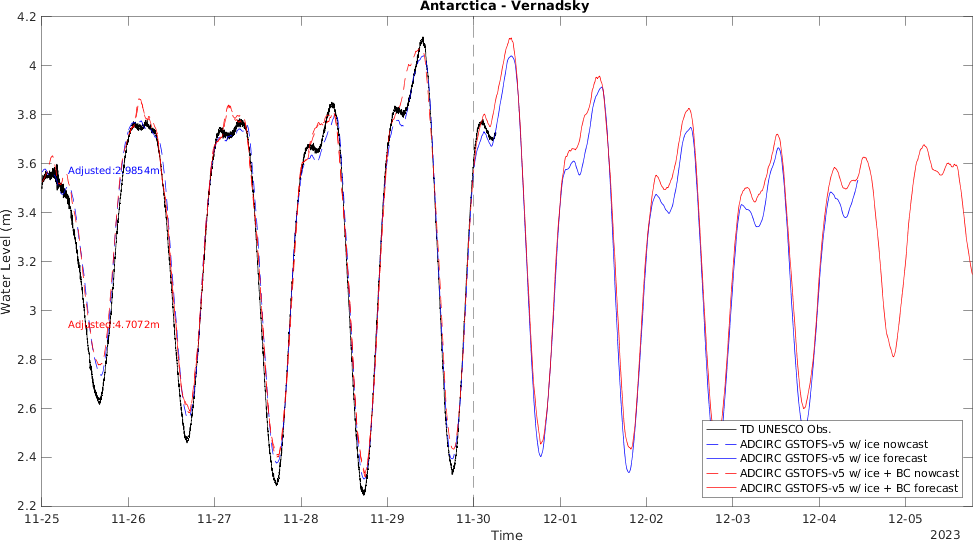 Antarctica - Vernadsky
4.2
4
3.8
3.6
3.4
3.2
3
2.8
2.6
2.4
2.2
Water Level (m)
Adjusted:2.9854m
Adjusted:4.7072m
TD UNESCO Obs.
ADCIRC GSTOFS-v5 w/ ice nowcast
ADCIRC GSTOFS-v5 w/ ice forecast
ADCIRC GSTOFS-v5 w/ ice + BC nowcast
ADCIRC GSTOFS-v5 w/ ice + BC forecast
11-25 11-26 11-27 11-28 11-29 11-30 12-01 12-02 12-03 12-04 12-05
Time
2023